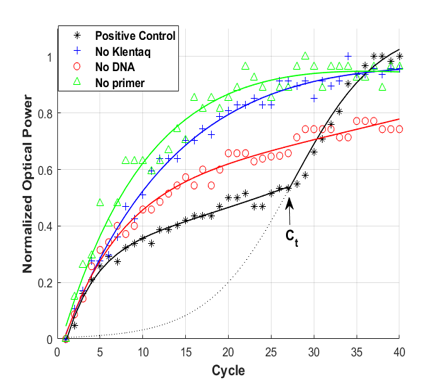 Positive Control
No Klentaq
No DNA
No primer
Normalized Optical Power
1
0.8
0.6
0.4
0.2
0
C_t
0 5 10 15 20 25 30 35 40
Cycle